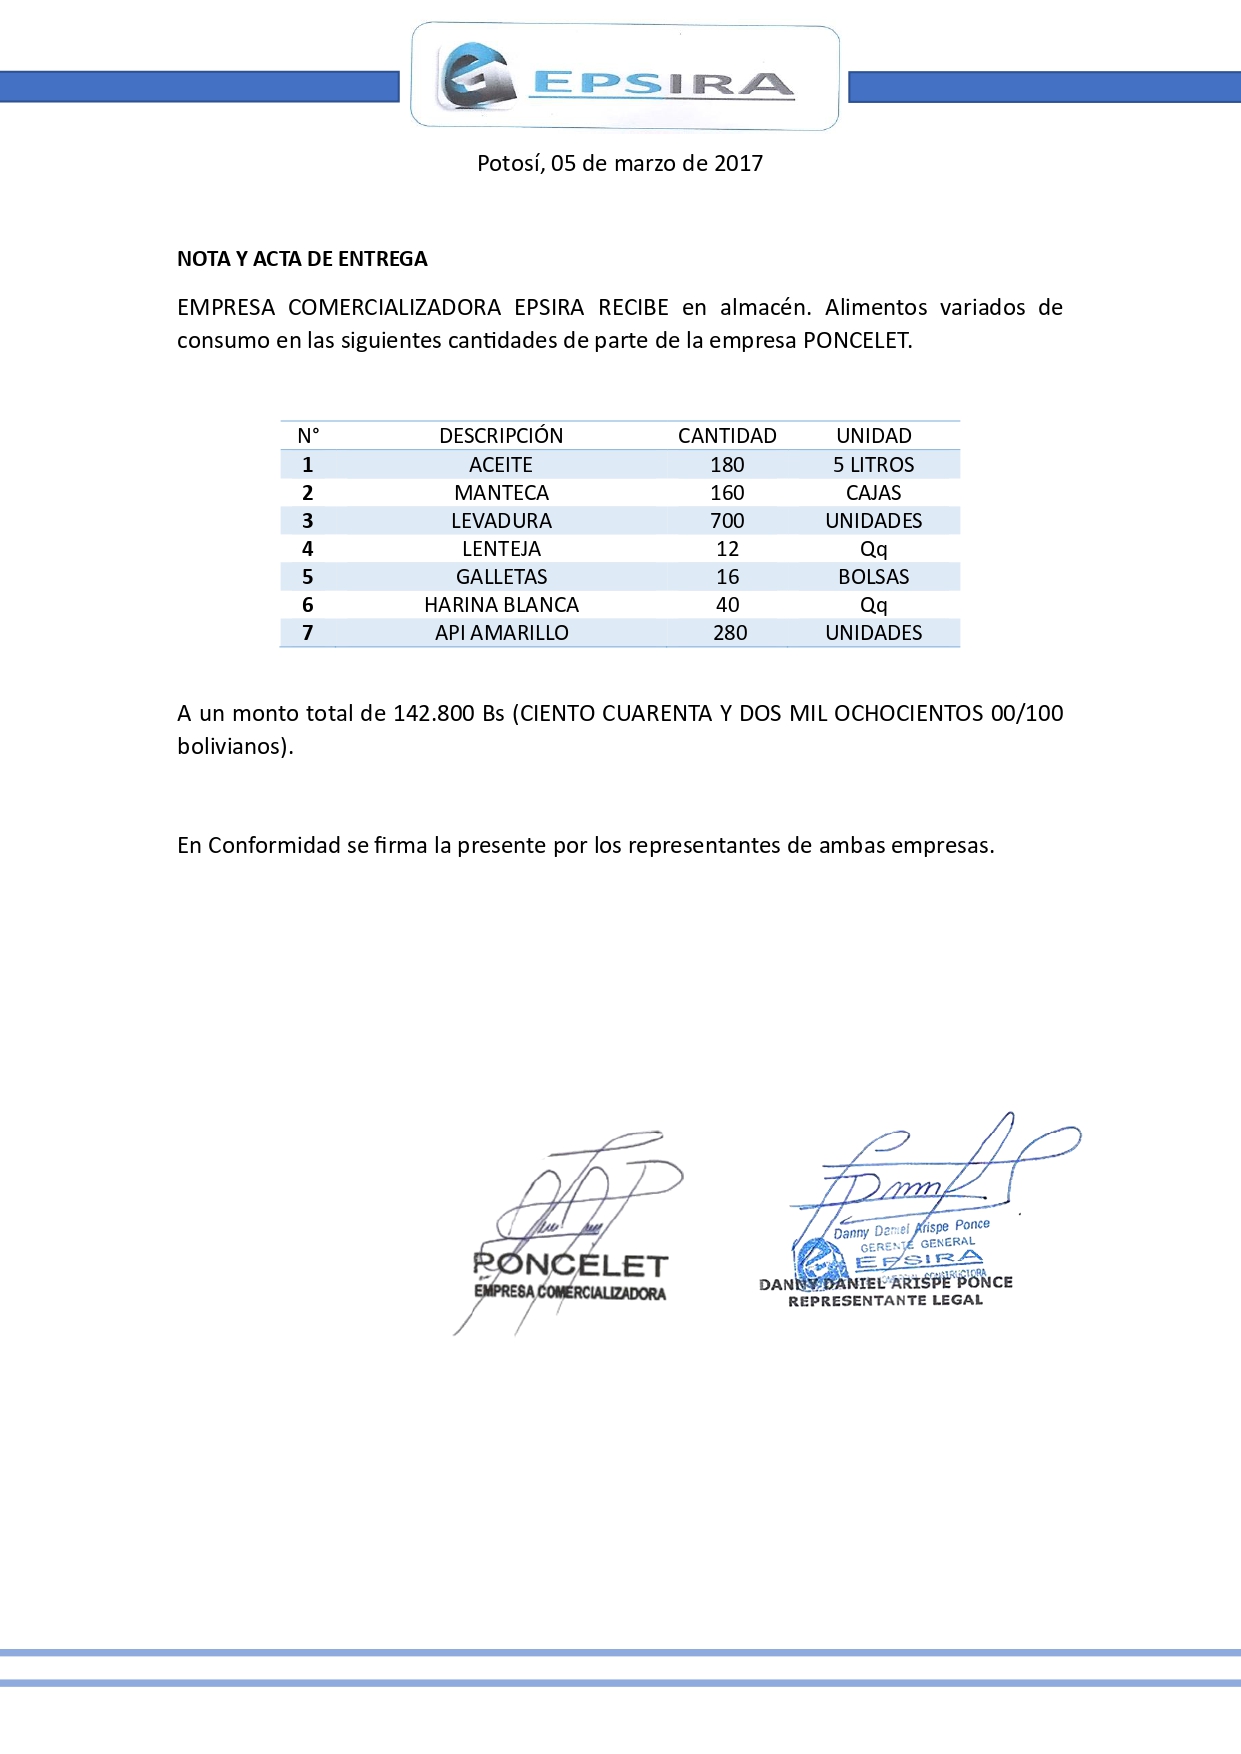 EPSIRA
Potosí, 05 de marzo de 2017
NOTA Y ACTA DE ENTREGA
EMPRESA COMERCIALIZADORA EPSIRA RECIBE en almacén. Alimentos variados de
consumo en las siguientes cantidades de parte de la empresa PONCELET.
N° DESCRIPCIÓN CANTIDAD UNIDAD
1 ACEITE 180 5 LITROS
2 MANTECA 160 CAJAS
3 LEVADURA 700 UNIDADES
4 LENTEJA 12 Qq
5 GALLETAS 16 BOLSAS
6 HARINA BLANCA 40 Qq
7 API AMARILLO 280 UNIDADES
A un monto total de 142.800 Bs (CIENTO CUARENTA Y DOS MIL OCHOCIENTOS 00/100
bolivianos).
En Conformidad se firma la presente por los representantes de ambas empresas.
PONCELET
EMPRESA COMERCIALIZADORA
Danny Daniel Arispe Ponce
GERENTE GENERAL
EPSIRA
DANNY DANIEL ARISPE PONCE
REPRESENTANTE LEGAL